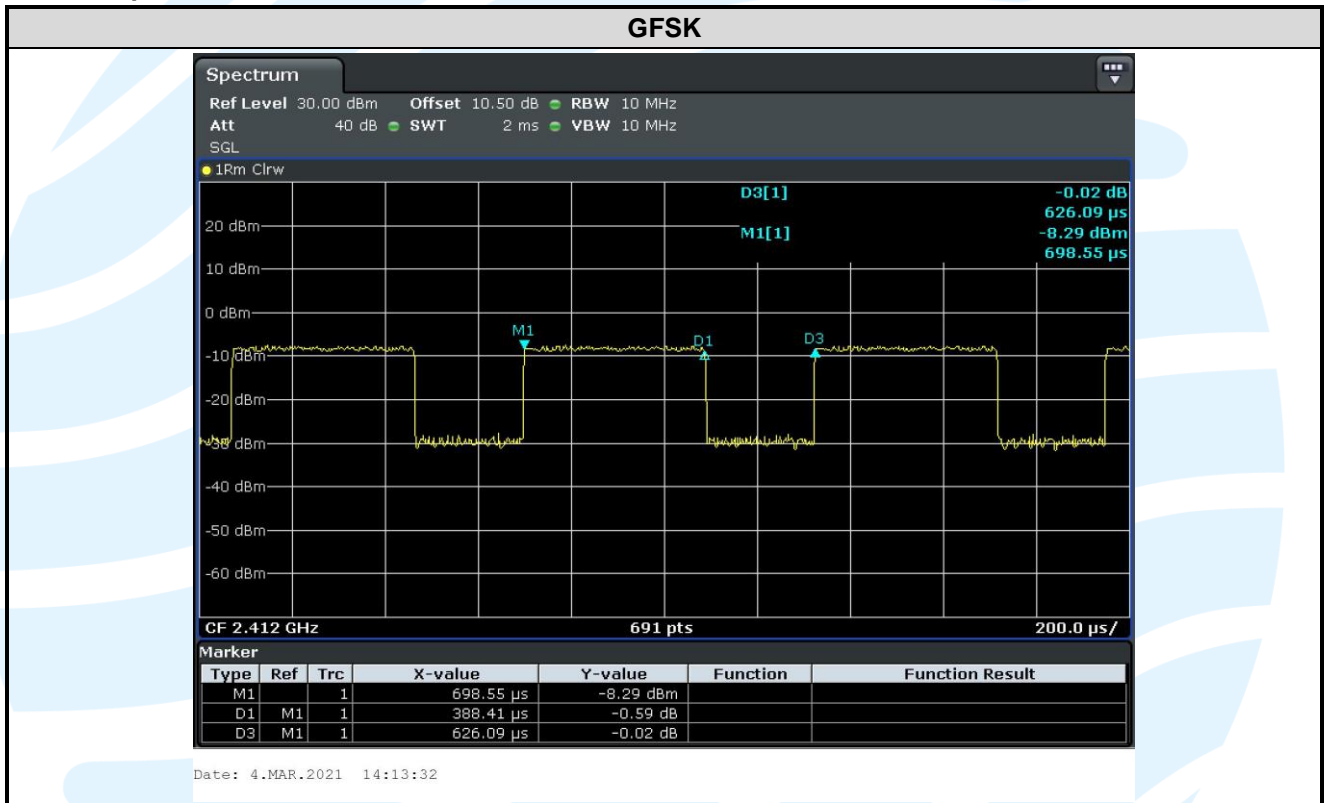 GFSK
Spectrum
Ref Level 30.00 dBm Offset 10.50 dB RBW 10 MHz
Att 40 dB SWT 2 ms VBW 10 MHz
SGL
1Rm Clrw
D3[1] -0.02 dB
626.09 µs
20 dBm
M1[1] -8.29 dBm
698.55 µs
10 dBm
0 dBm
M1
D1
D3
-10 dBm
-20 dBm
-30 dBm
-40 dBm
-50 dBm
-60 dBm
CF 2.412 GHz 691 pts 200.0 µs/
Marker
Type Ref Trc X-value Y-value Function Function Result
M1 1 698.55 µs -8.29 dBm
D1 M1 1 388.41 µs -0.59 dB
D3 M1 1 626.09 µs -0.02 dB
Date: 4.MAR.2021 14:13:32